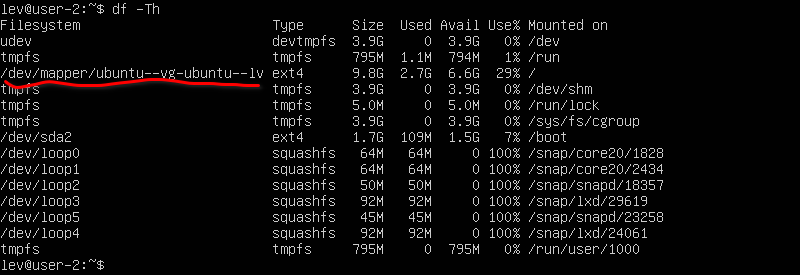 lev@user-2:~$ df -Th
Filesystem                        Type      Size  Used Avail Use% Mounted on
udev                              devtmpfs  3.9G     0  3.9G   0% /dev
tmpfs                             tmpfs     795M  1.1M  794M   1% /run
/dev/mapper/ubuntu--vg-ubuntu--lv ext4      9.8G  2.7G  6.6G  29% /
tmpfs                             tmpfs     3.9G     0  3.9G   0% /dev/shm
tmpfs                             tmpfs     5.0M     0  5.0M   0% /run/lock
tmpfs                             tmpfs     3.9G     0  3.9G   0% /sys/fs/cgroup
/dev/sda2                         ext4      1.7G  109M  1.5G   7% /boot
/dev/loop0                        squashfs   64M   64M     0 100% /snap/core20/1828
/dev/loop1                        squashfs   64M   64M     0 100% /snap/core20/2434
/dev/loop2                        squashfs   50M   50M     0 100% /snap/snapd/18357
/dev/loop3                        squashfs   92M   92M     0 100% /snap/lxd/29619
/dev/loop5                        squashfs   45M   45M     0 100% /snap/snapd/23258
/dev/loop4                        squashfs   92M   92M     0 100% /snap/lxd/24061
tmpfs                             tmpfs     795M     0  795M   0% /run/user/1000
lev@user-2:~$